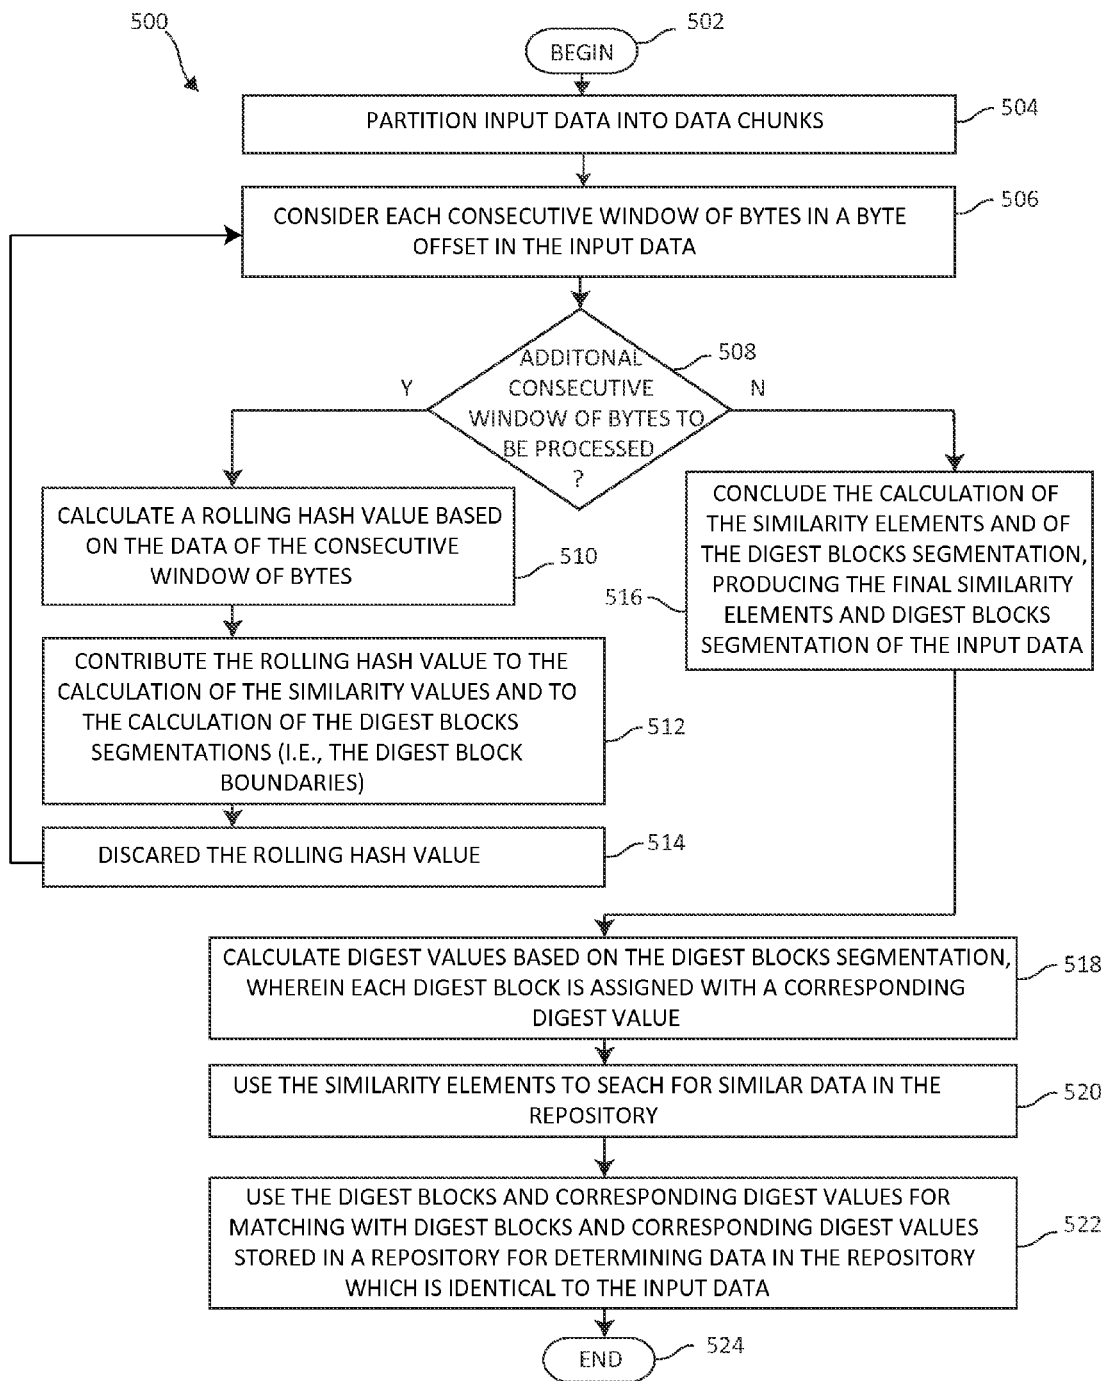 500
502
BEGIN
PARTITION INPUT DATA INTO DATA CHUNKS
504
CONSIDER EACH CONSECUTIVE WINDOW OF BYTES IN A BYTE
OFFSET IN THE INPUT DATA
506
ADDITONAL
CONSECUTIVE
WINDOW OF BYTES TO
BE PROCESSED
?
508
Y
N
CALCULATE A ROLLING HASH VALUE BASED
ON THE DATA OF THE CONSECUTIVE
WINDOW OF BYTES
510
CONTRIBUTE THE ROLLING HASH VALUE TO THE
CALCULATION OF THE SIMILARITY VALUES AND TO
THE CALCULATION OF THE DIGEST BLOCKS
SEGMENTATIONS (I.E., THE DIGEST BLOCK
BOUNDARIES)
512
DISCARED THE ROLLING HASH VALUE
514
CONCLUDE THE CALCULATION OF
THE SIMILARITY ELEMENTS AND OF
THE DIGEST BLOCKS SEGMENTATION,
PRODUCING THE FINAL SIMILARITY
ELEMENTS AND DIGEST BLOCKS
SEGMENTATION OF THE INPUT DATA
516
CALCULATE DIGEST VALUES BASED ON THE DIGEST BLOCKS SEGMENTATION,
WHEREIN EACH DIGEST BLOCK IS ASSIGNED WITH A CORRESPONDING
DIGEST VALUE
518
USE THE SIMILARITY ELEMENTS TO SEACH FOR SIMILAR DATA IN THE
REPOSITORY
520
USE THE DIGEST BLOCKS AND CORRESPONDING DIGEST VALUES FOR
MATCHING WITH DIGEST BLOCKS AND CORRESPONDING DIGEST VALUES
STORED IN A REPOSITORY FOR DETERMINING DATA IN THE REPOSITORY
WHICH IS IDENTICAL TO THE INPUT DATA
522
END
524